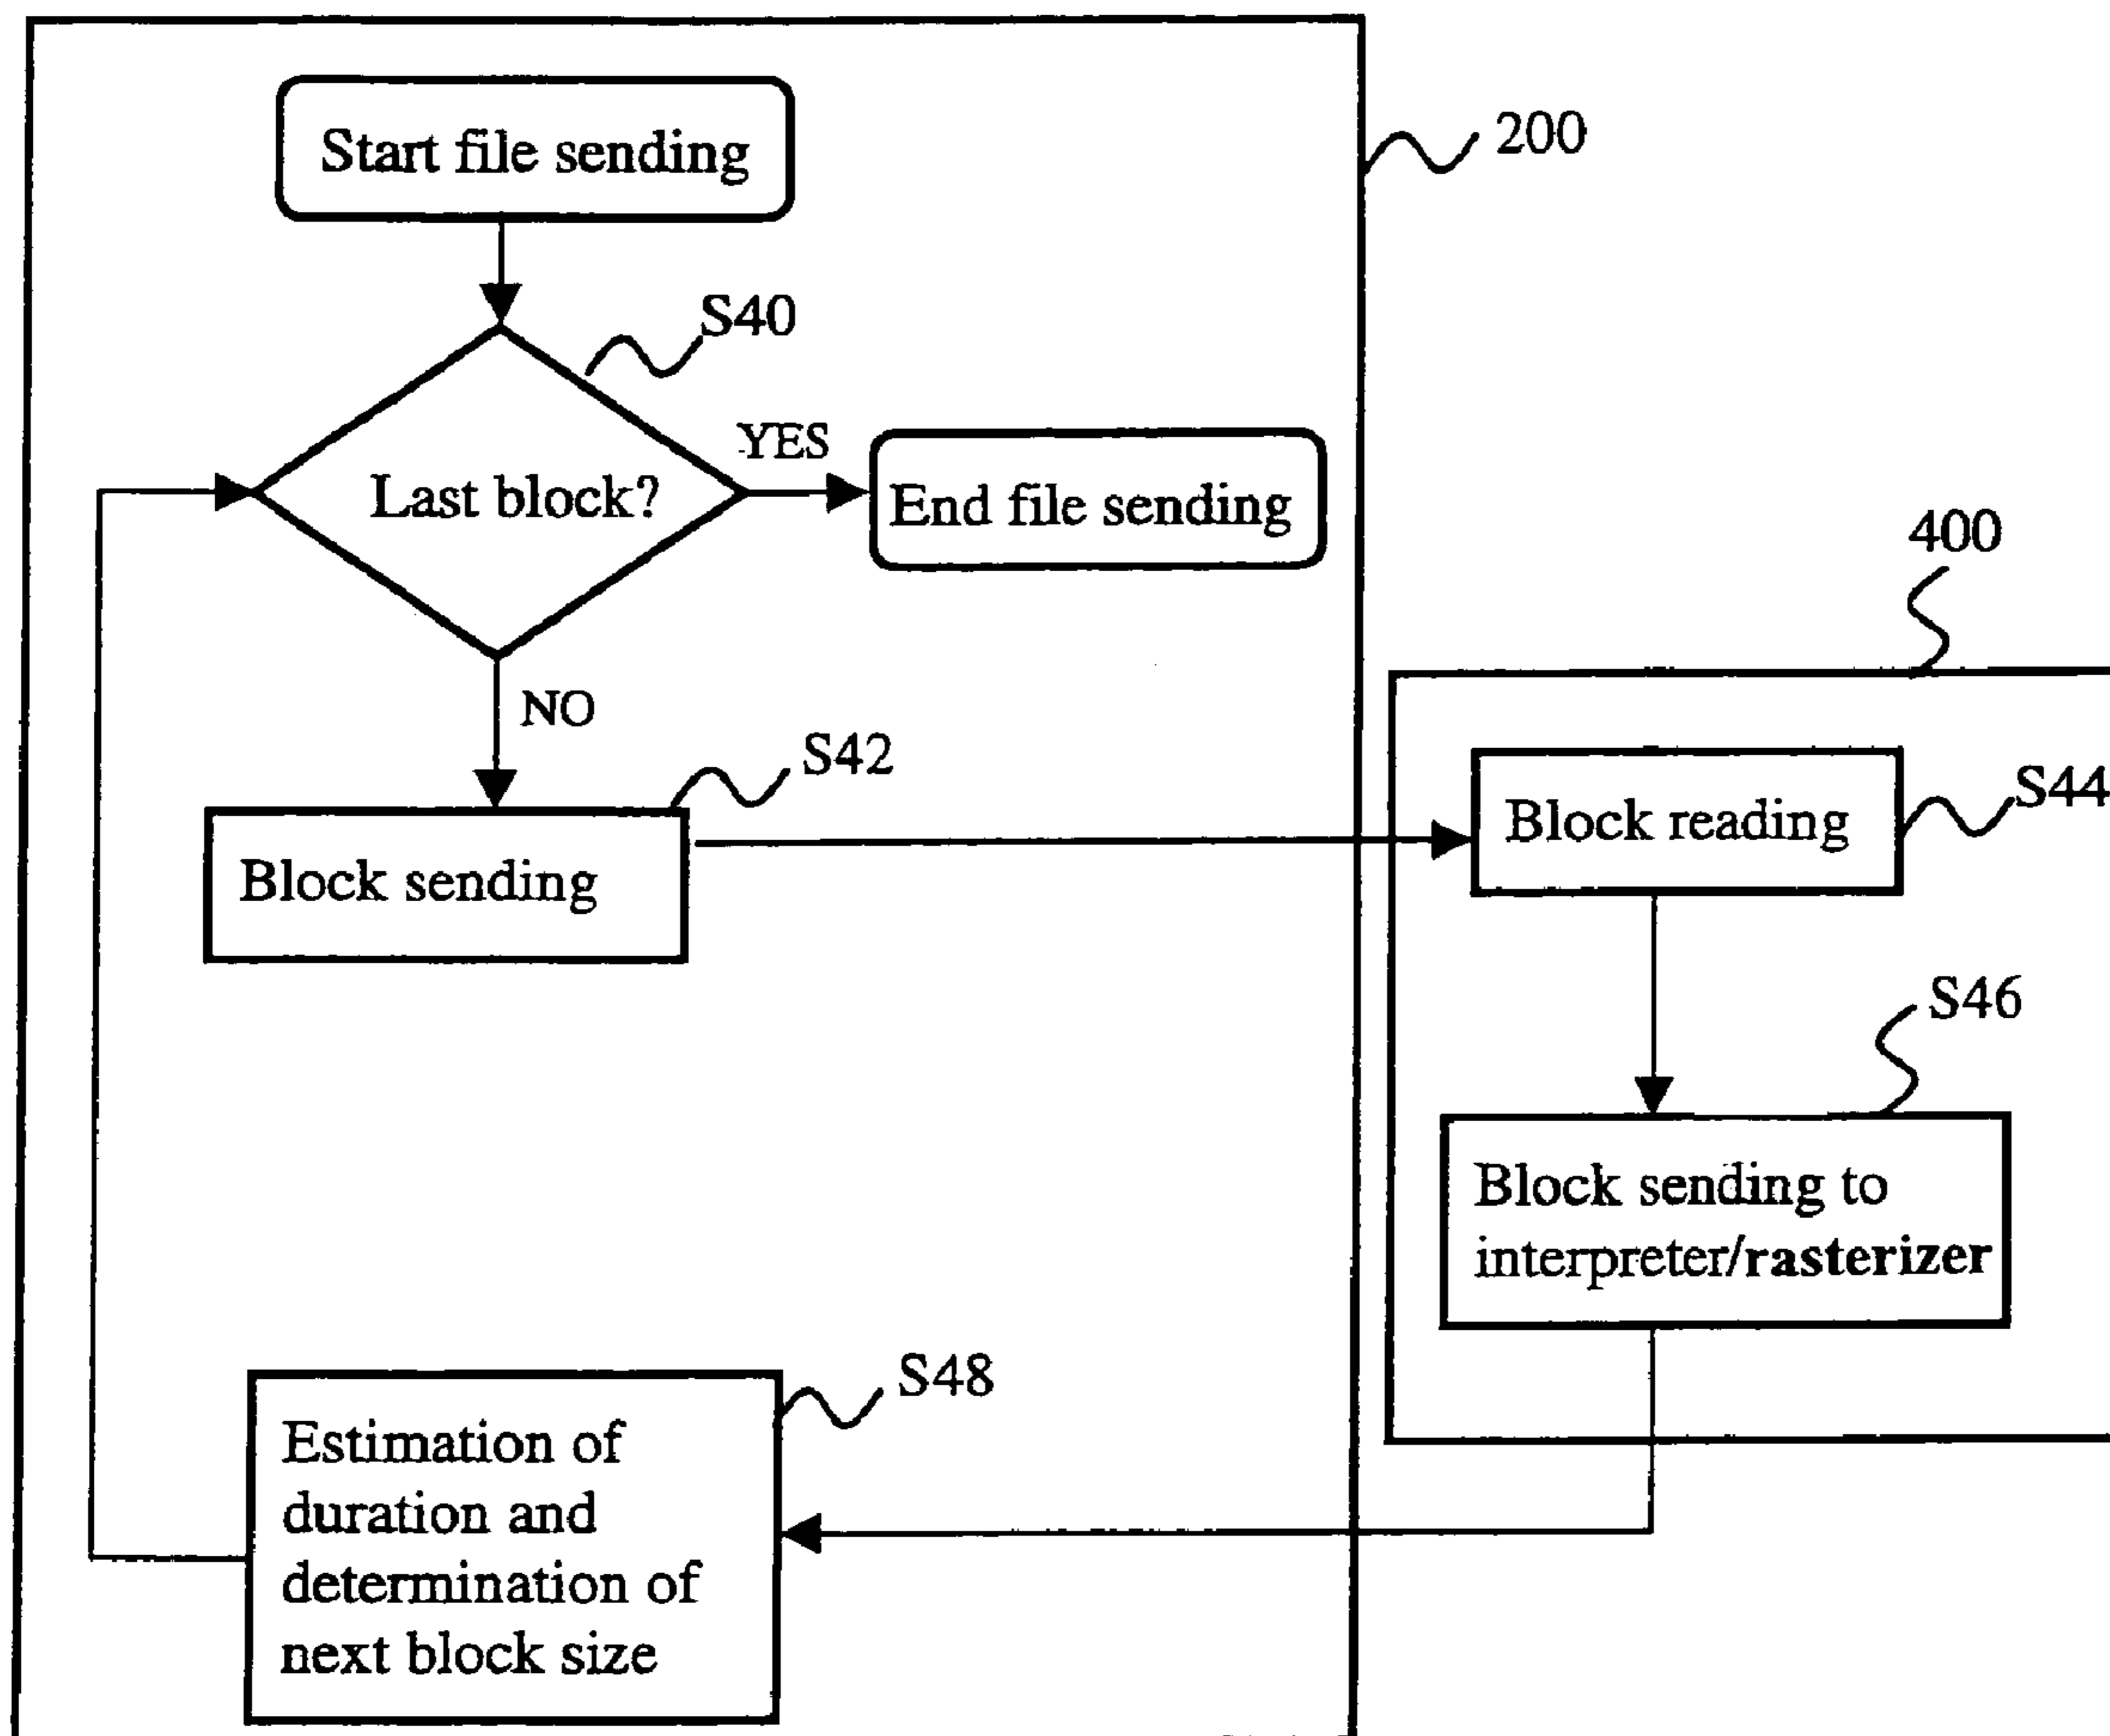 Start file sending
200
S40
YES
Last block?
End file sending
400
NO
S42
S44
Block reading
Block sending
S46
Block sending to
interpreter/rasterizer
S48
Estimation of
duration and
determination of
next block size